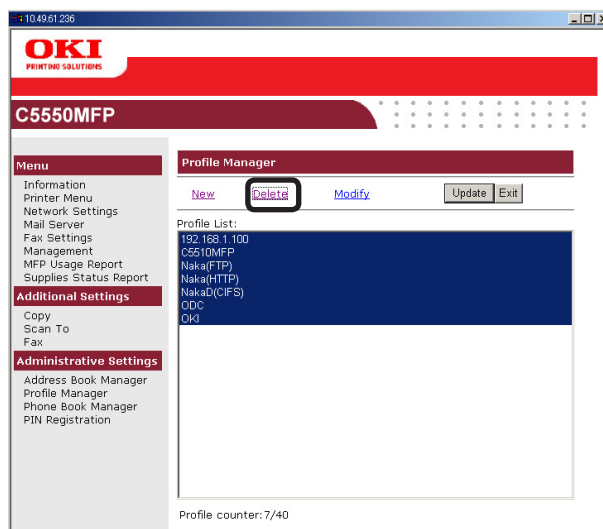 10.49.61.236
OKI
PRINTING SOLUTIONS
C5550MFP
Menu
Information
Printer Menu
Network Settings
Mail Server
Fax Settings
Management
MFP Usage Report
Supplies Status Report
Additional Settings
Copy
Scan To
Fax
Administrative Settings
Address Book Manager
Profile Manager
Phone Book Manager
PIN Registration
Profile Manager
New Delete Modify Update Exit
Profile List:
192.168.1.100
C5510MFP
Naka(FTP)
Naka(HTTP)
NakaD(CIFS)
ODC
OKI
Profile counter:7/40